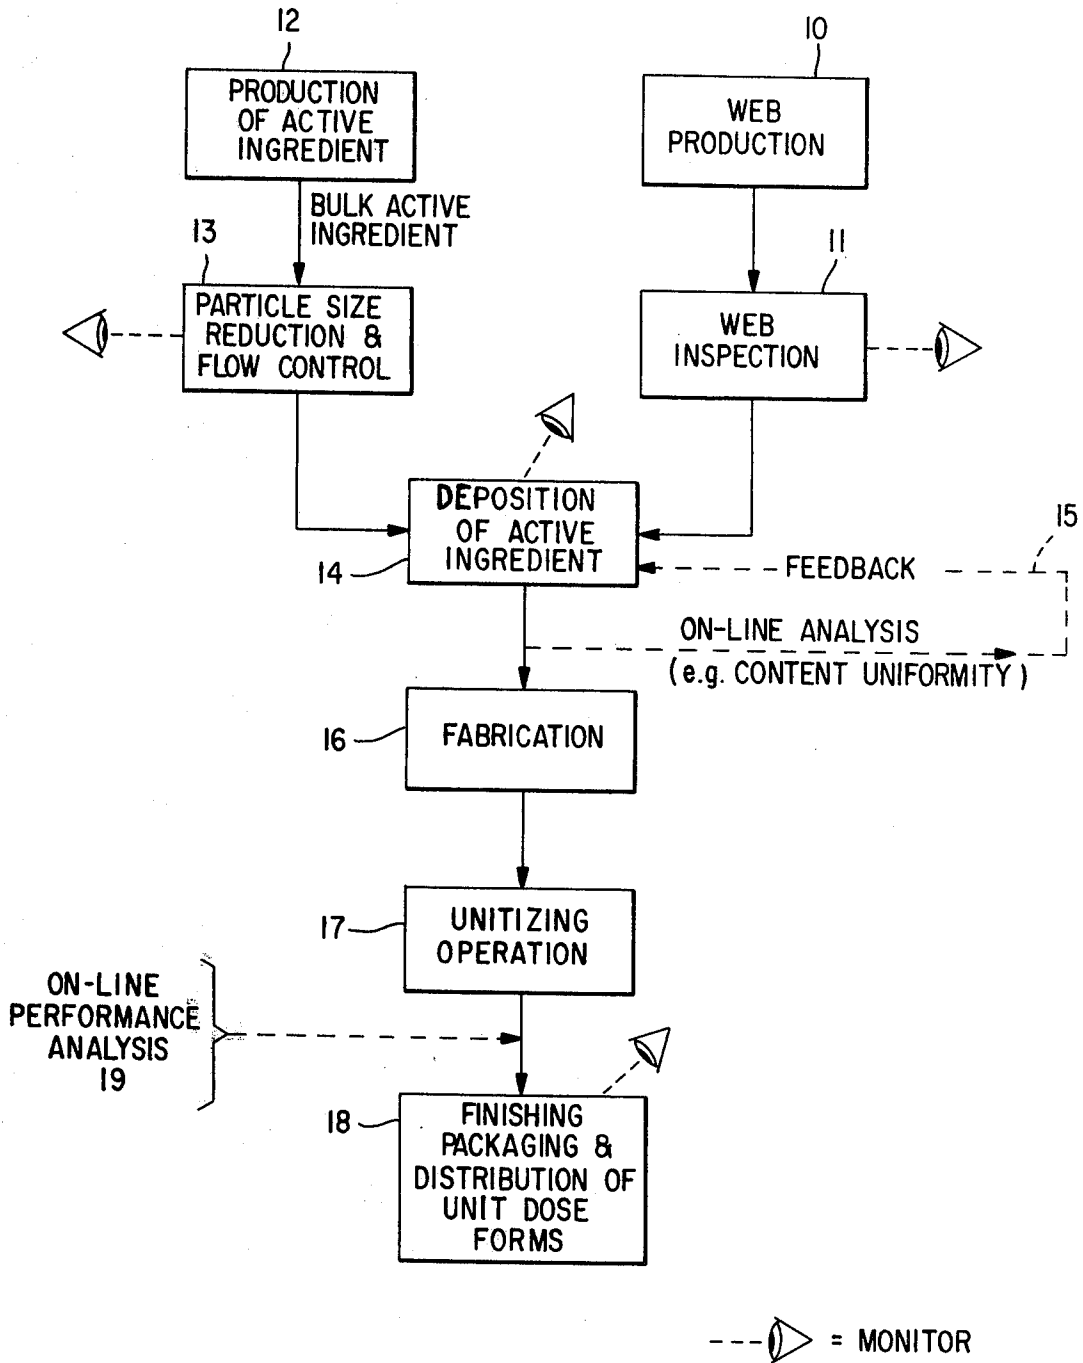 12
PRODUCTION
OF ACTIVE
INGREDIENT
10
WEB
PRODUCTION
BULK ACTIVE
INGREDIENT
13
PARTICLE SIZE
REDUCTION &
FLOW CONTROL
11
WEB
INSPECTION
DEPOSITION
OF ACTIVE
INGREDIENT
14
15
FEEDBACK
ON-LINE ANALYSIS
(e.g. CONTENT UNIFORMITY)
16
FABRICATION
17
UNITIZING
OPERATION
ON-LINE
PERFORMANCE
ANALYSIS
19
18
FINISHING
PACKAGING &
DISTRIBUTION OF
UNIT DOSE
FORMS
= MONITOR